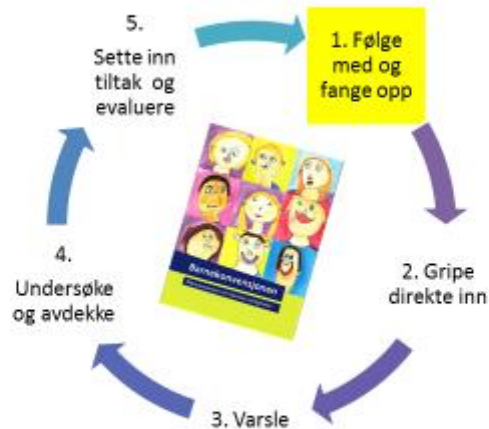 1. Følge
med og
fange opp
2. Gripe
direkte inn
3. Varsle
4.
Undersøke
og avdekke
5.
Sette inn
tiltak og
evaluere
Barnekonvensjonen